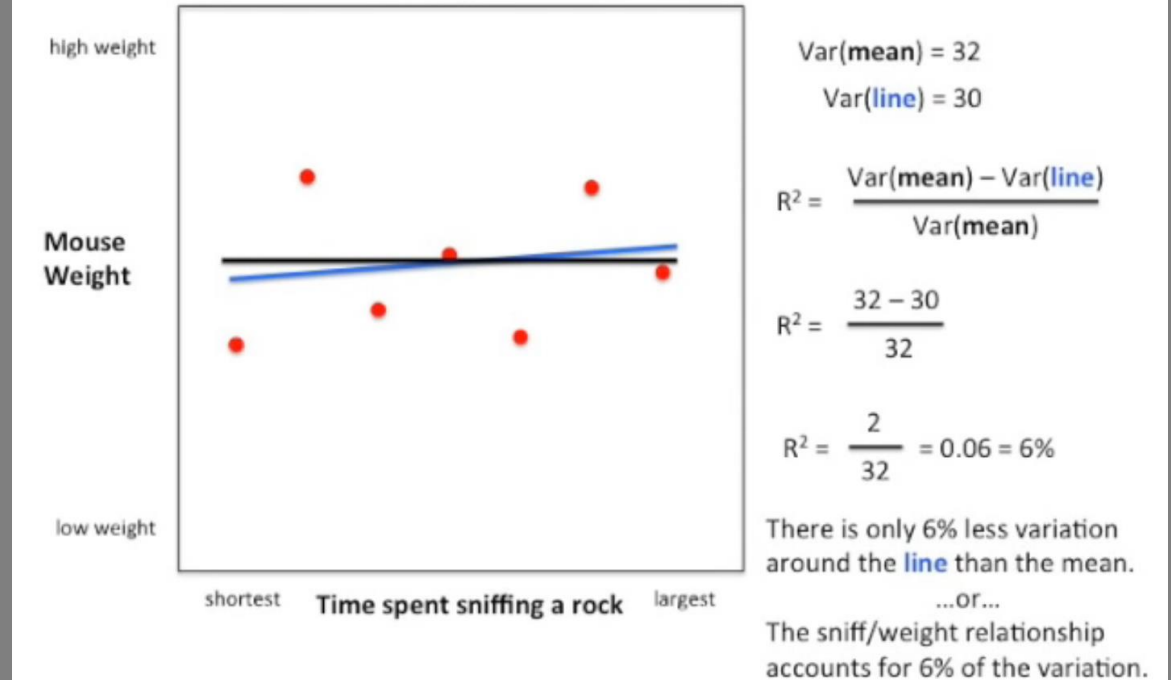 high weight
Mouse
Weight
low weight
shortest
Time spent sniffing a rock
largest
Var(mean) = 32
Var(line) = 30
R² = Var(mean) – Var(line)
Var(mean)
R² = 32 – 30
32
R² = 2
32
= 0.06 = 6%
There is only 6% less variation
around the line than the mean.
...or...
The sniff/weight relationship
accounts for 6% of the variation.